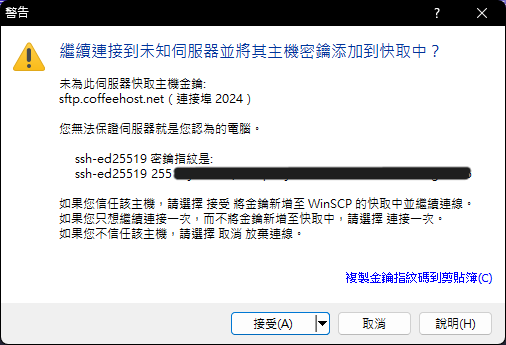 警告
繼續連接到未知伺服器並將其主機密鑰添加到快取中？
未為此伺服器快取主機金鑰:
sftp.coffeehost.net（連接埠 2024）
您無法保證伺服器就是您認為的電腦。
ssh-ed25519 密鑰指紋是:
ssh-ed25519 255
如果您信任該主機，請選擇 接受 將金鑰新增至 WinSCP 的快取中並繼續連線。
如果您只想繼續連接一次，而不將金鑰新增至快取中，請選擇 連接一次。
如果您不信任該主機，請選擇 取消 放棄連線。
複製金鑰指紋碼到剪貼簿(C)
接受(A)
取消
說明(H)